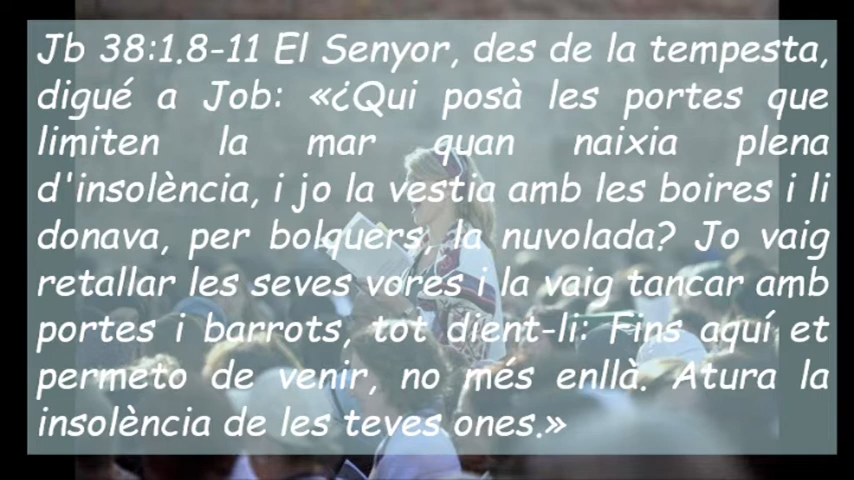 Jb 38:1.8-11 El Senyor, des de la tempesta,
digué a Job: «¿Qui posà les portes que
limiten la mar quan naixia plena
d'insolència, i jo la vestia amb les boires i li
donava, per bolquers, la nuvolada? Jo vaig
retallar les seves vores i la vaig tancar amb
portes i barrots, tot dient-li: Fins aquí et
permeto de venir, no més enllà. Atura la
insolència de les teves ones.»